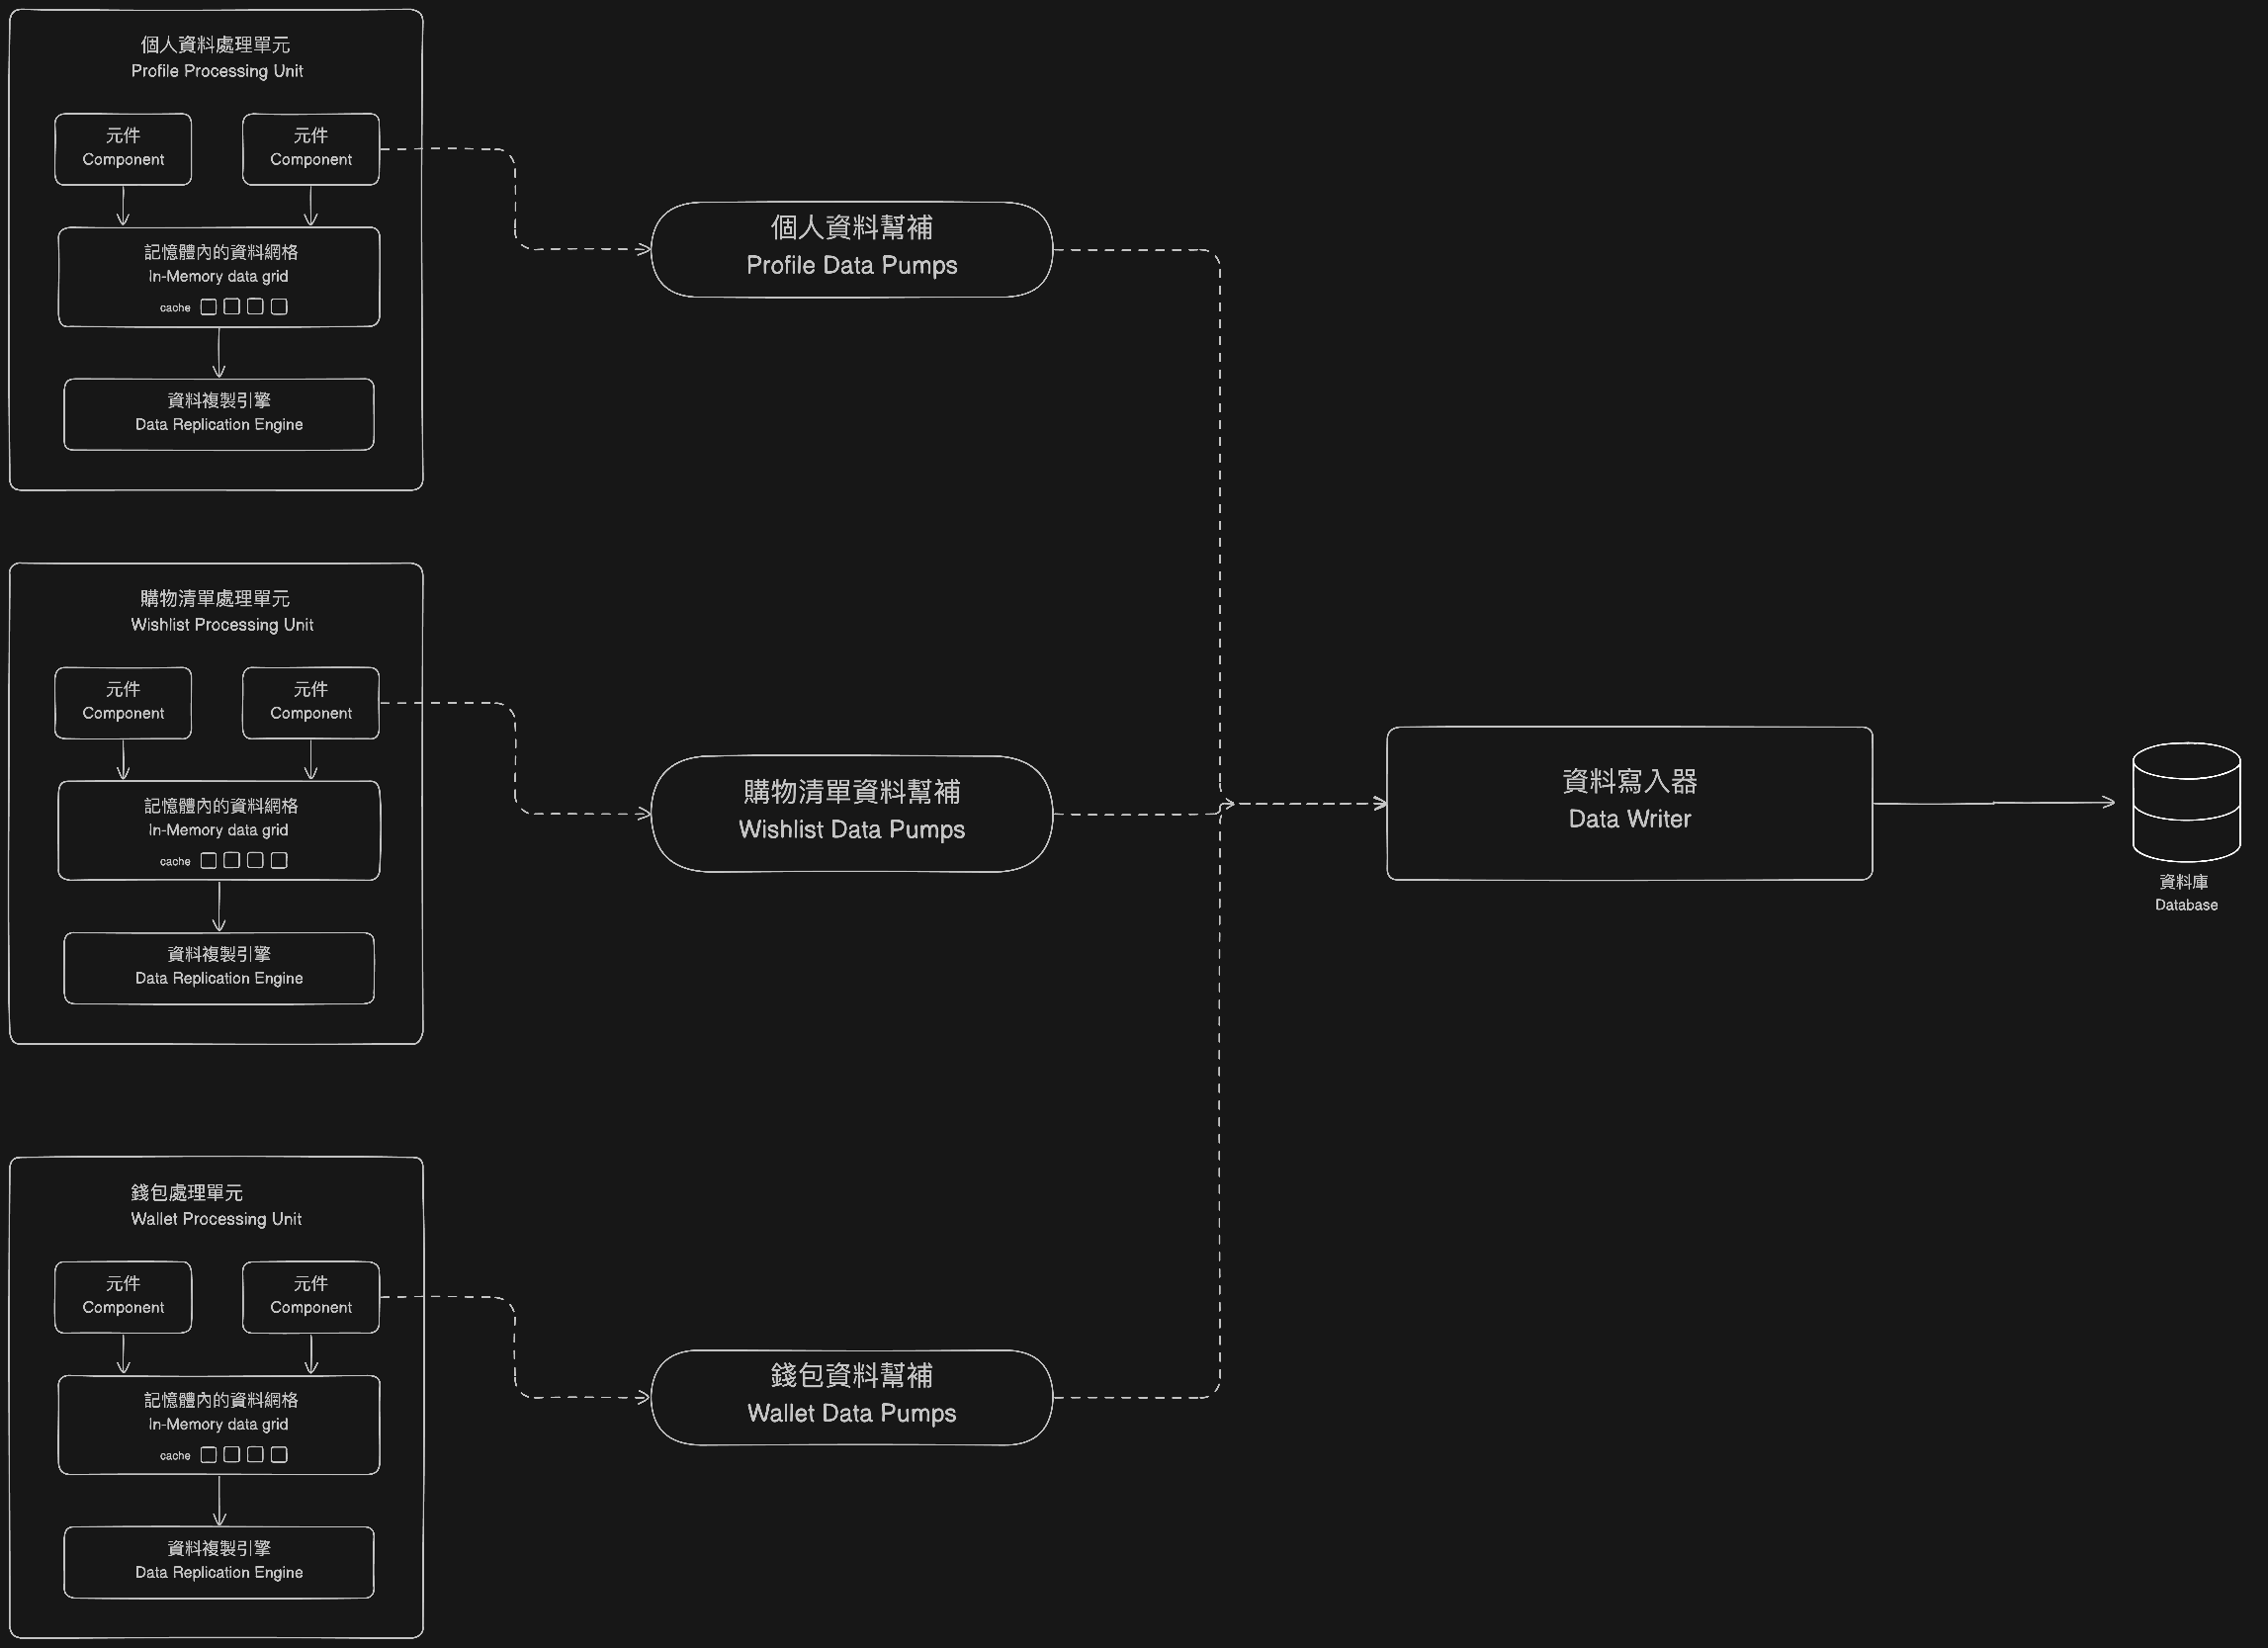 個人資料處理單元
Profile Processing Unit
元件
Component
元件
Component
記憶體內的資料網格
In-Memory data grid
cache
資料複製引擎
Data Replication Engine
個人資料幫補
Profile Data Pumps
購物清單處理單元
Wishlist Processing Unit
元件
Component
元件
Component
記憶體內的資料網格
In-Memory data grid
cache
資料複製引擎
Data Replication Engine
購物清單資料幫補
Wishlist Data Pumps
資料寫入器
Data Writer
資料庫
Database
錢包處理單元
Wallet Processing Unit
元件
Component
元件
Component
記憶體內的資料網格
In-Memory data grid
cache
資料複製引擎
Data Replication Engine
錢包資料幫補
Wallet Data Pumps